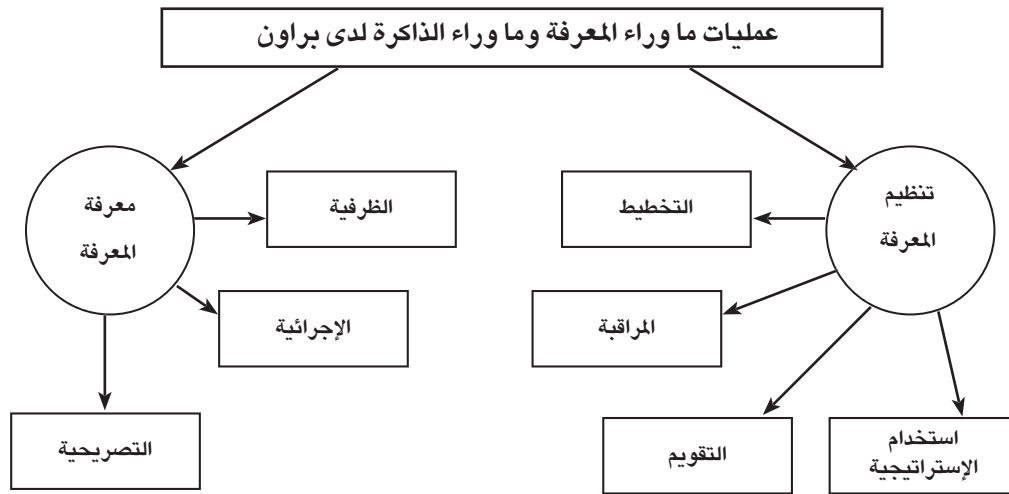 عمليات ما وراء المعرفة وما وراء الذاكرة لدى براون
تنظيم
المعرفة
التخطيط
المراقبة
التقويم
استخدام
الإستراتيجية
معرفة
المعرفة
الظرفية
الإجرائية
التصريحية